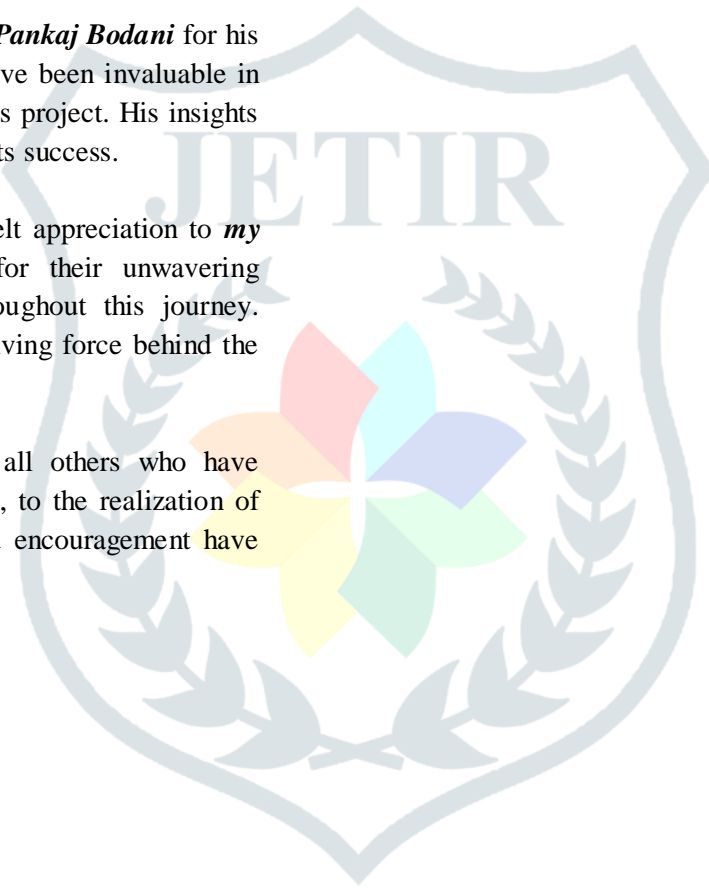 Pankaj Bodani for his
ve been invaluable in
s project. His insights
ts success.
JETIR
elt appreciation to my
for their unwavering
oughout this journey.
iving force behind the
all others who have
, to the realization of
encouragement have